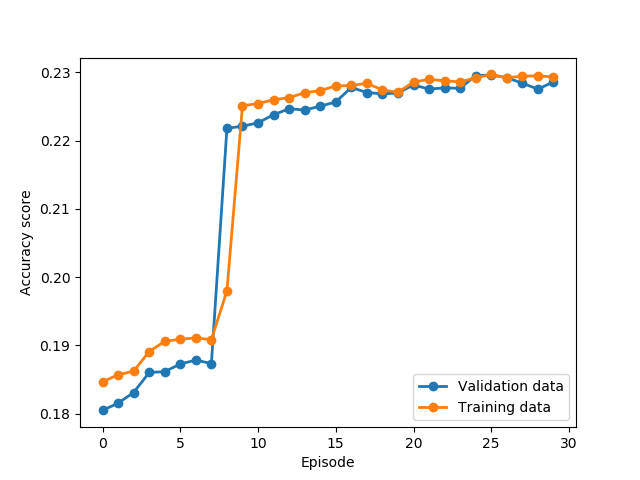 0.23
0.22
0.21
0.20
0.19
0.18
Accuracy score
0 5 10 15 20 25 30
Episode
Validation data
Training data